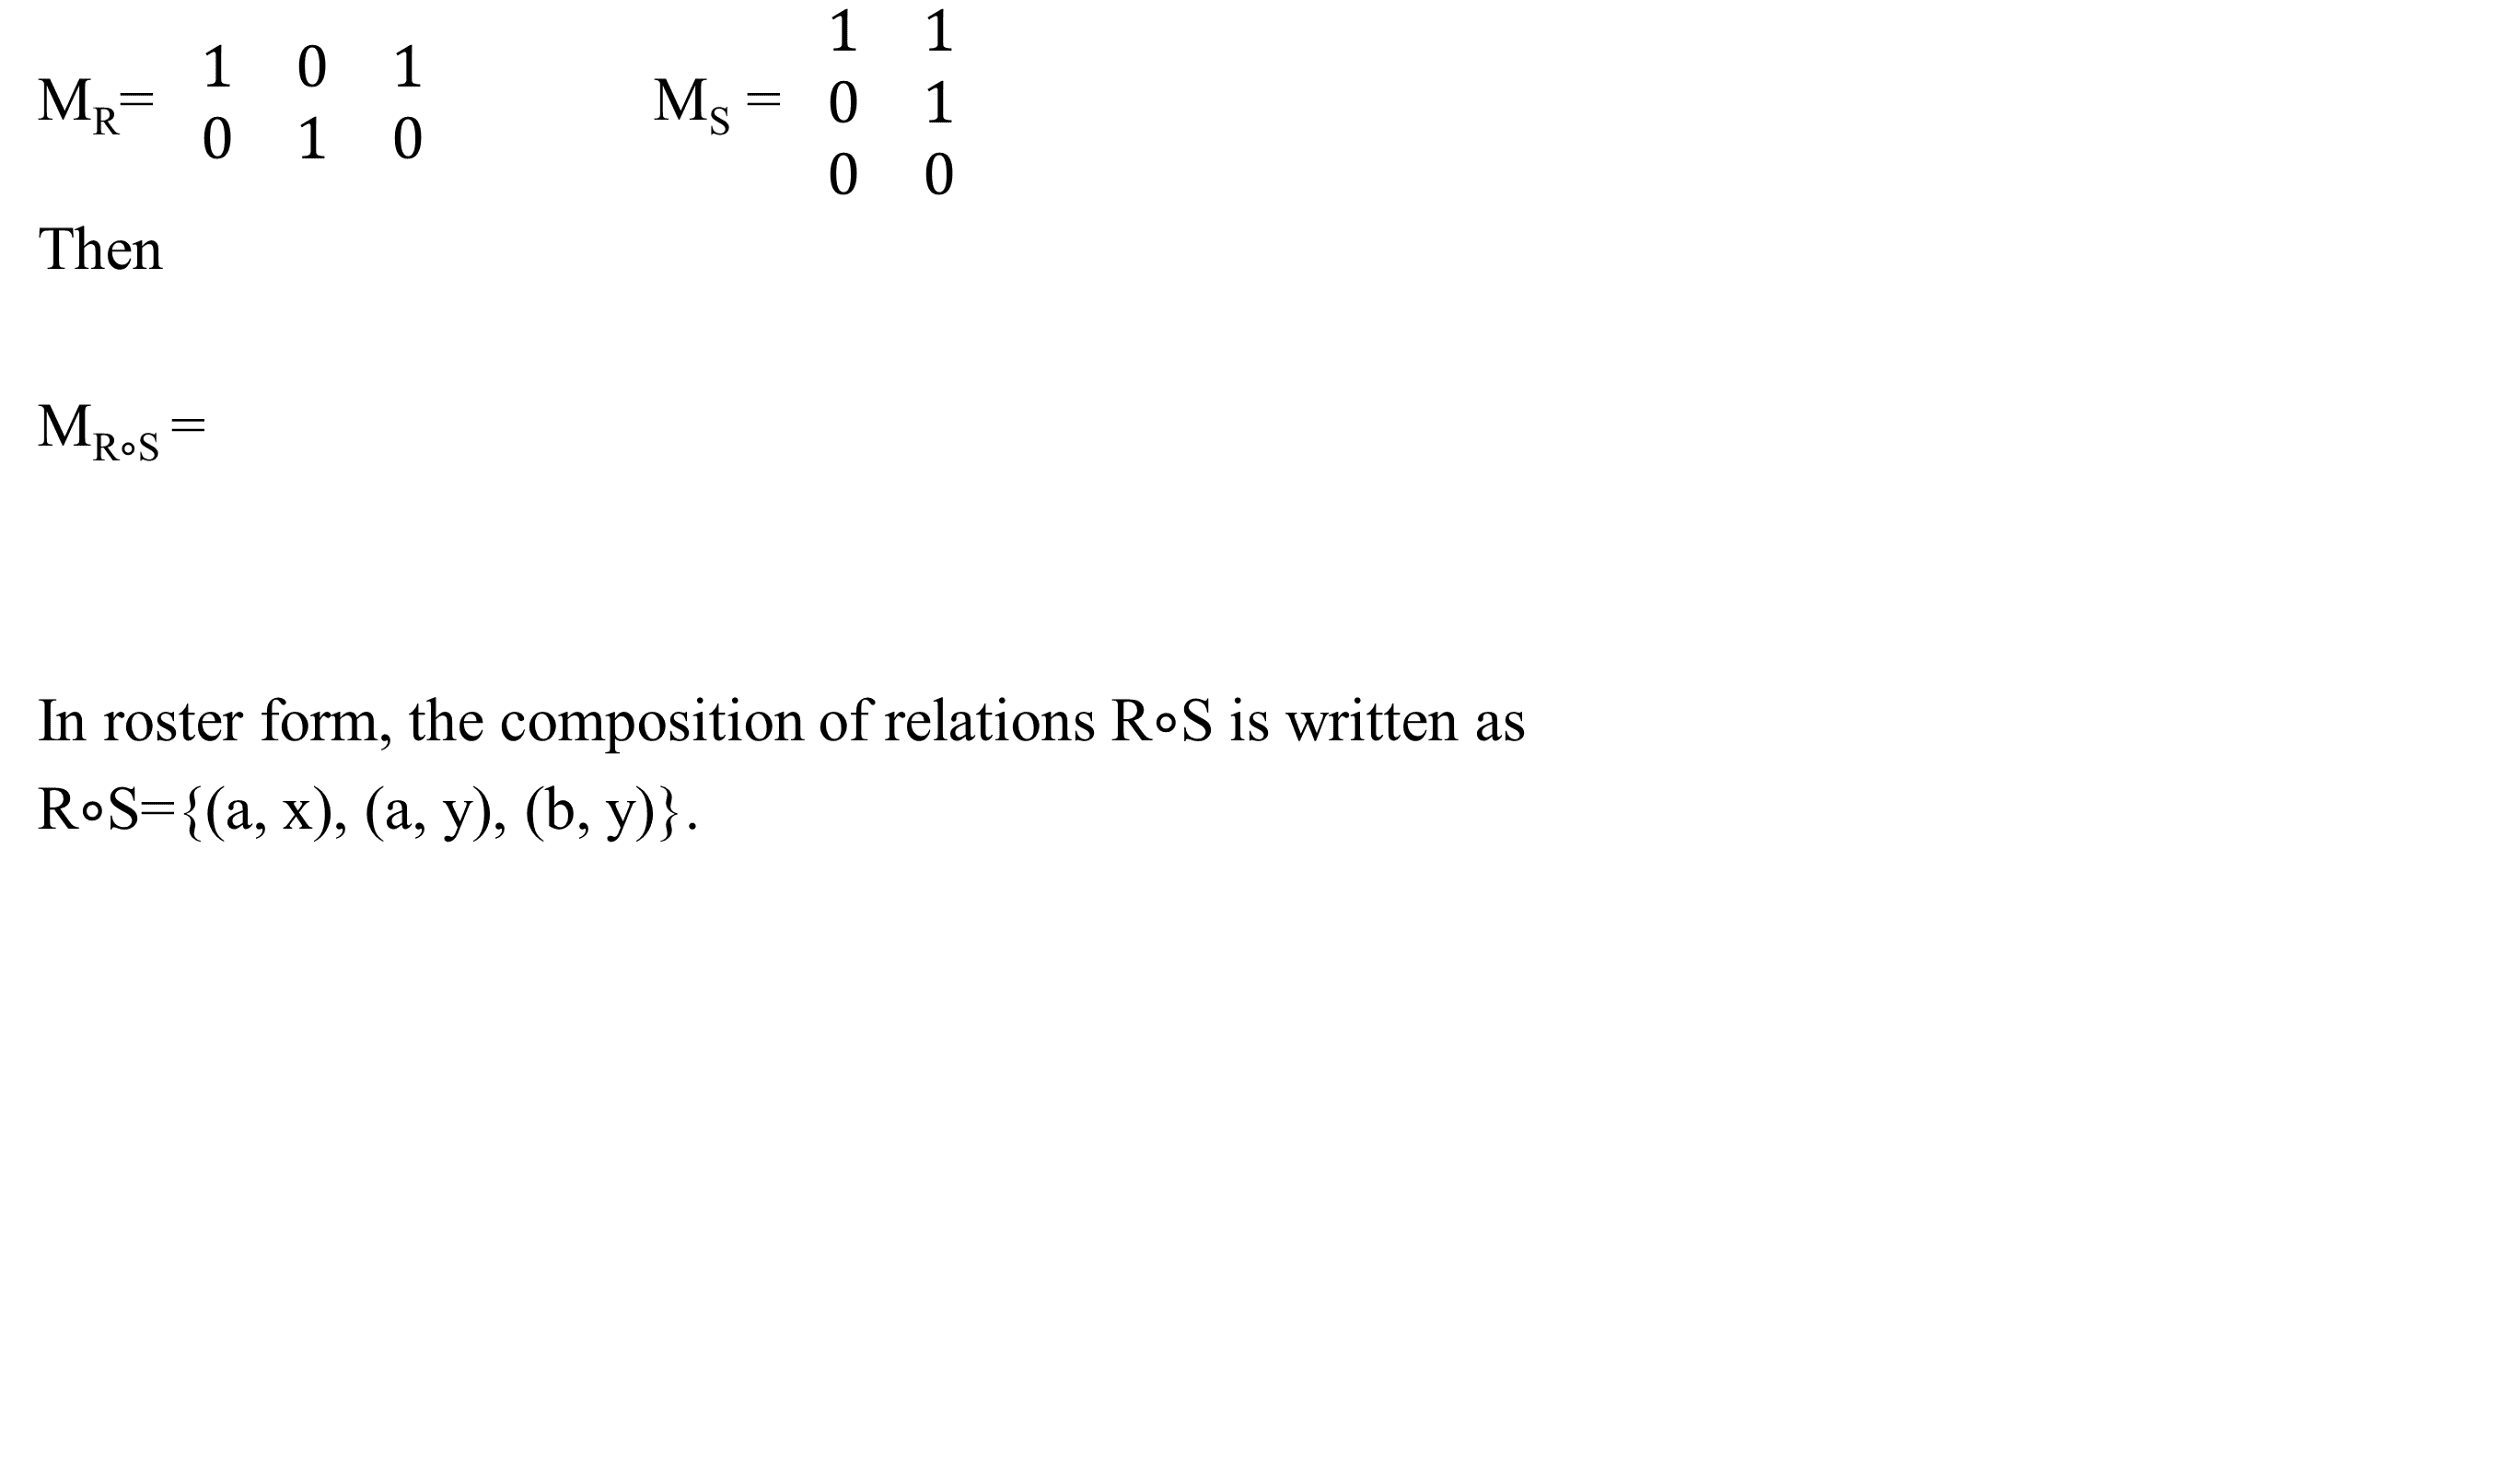 M_R= 1 0 1
0 1 0
M_S = 1 1
0 1
0 0
Then
M_R∘S =
In roster form, the composition of relations R∘S is written as
R∘S={(a, x), (a, y), (b, y)}.